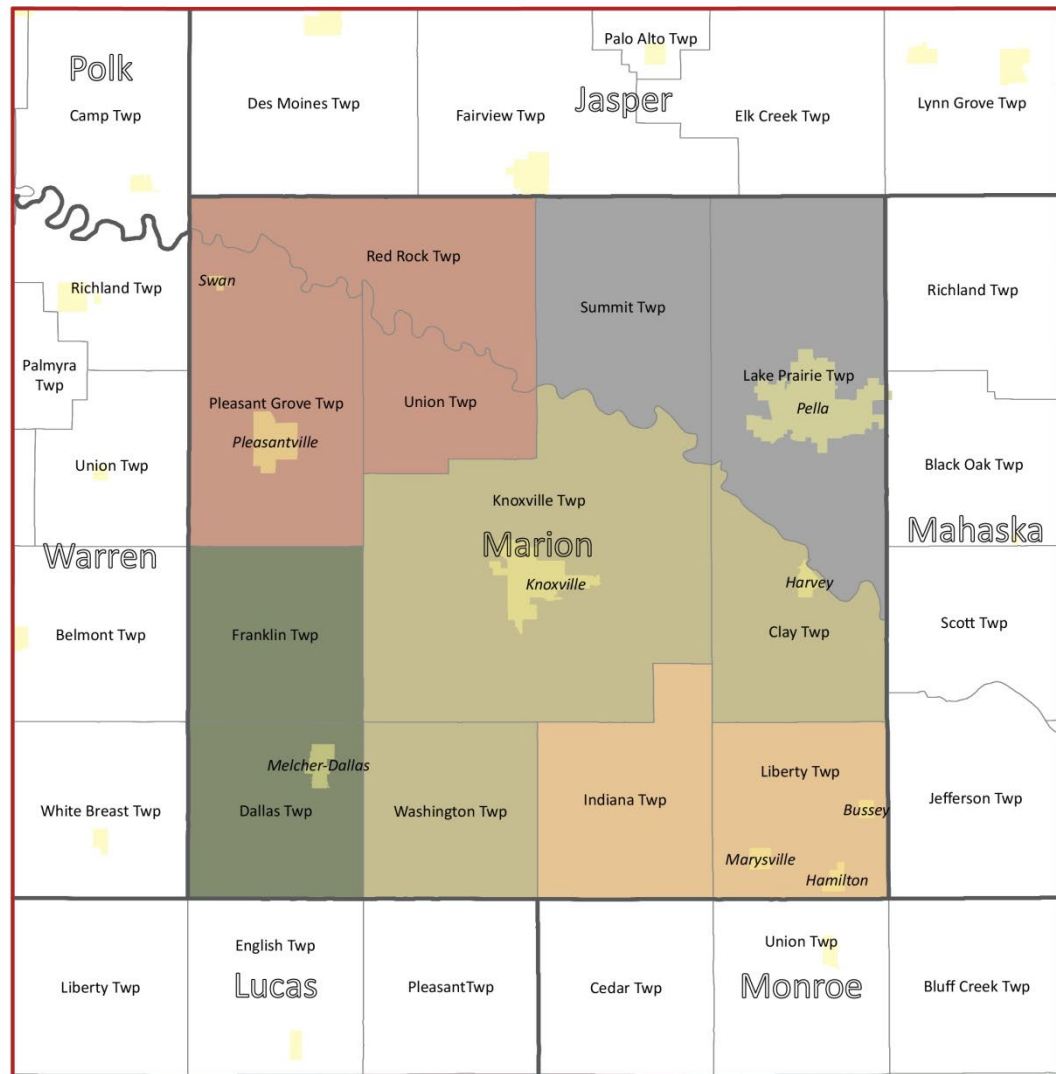 Palo Alto Twp
Polk
Des Moines Twp
Jasper
Lynn Grove Twp
Camp Twp
Fairview Twp
Elk Creek Twp
Red Rock Twp
Swan
Richland Twp
Summit Twp
Richland Twp
Palmyra
Twp
Lake Prairie Twp
Pleasant Grove Twp
Union Twp
Pella
Pleasantville
Union Twp
Black Oak Twp
Knoxville Twp
Warren
Marion
Mahaska
Knoxville
Harvey
Belmont Twp
Franklin Twp
Clay Twp
Scott Twp
Melcher-Dallas
Liberty Twp
White Breast Twp
Dallas Twp
Washington Twp
Indiana Twp
Bussey
Jefferson Twp
Marysville
Hamilton
English Twp
Union Twp
Liberty Twp
Lucas
PleasantTwp
Cedar Twp
Monroe
Bluff Creek Twp